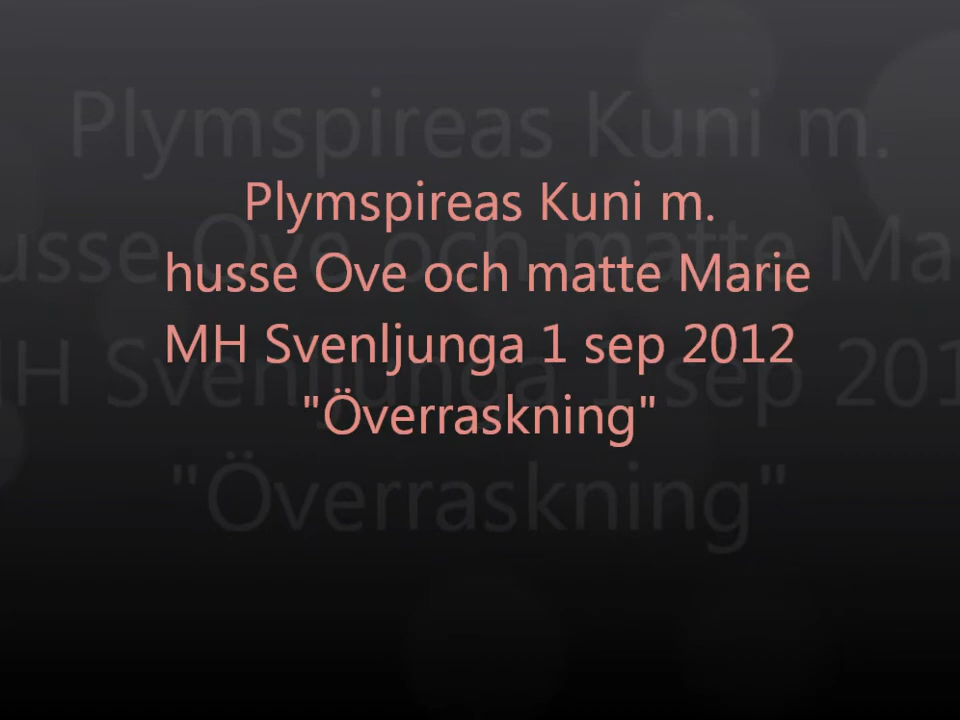 Plymspireas Kuni m.
husse Ove och matte Marie
MH Svenljunga 1 sep 2012
"Överraskning"